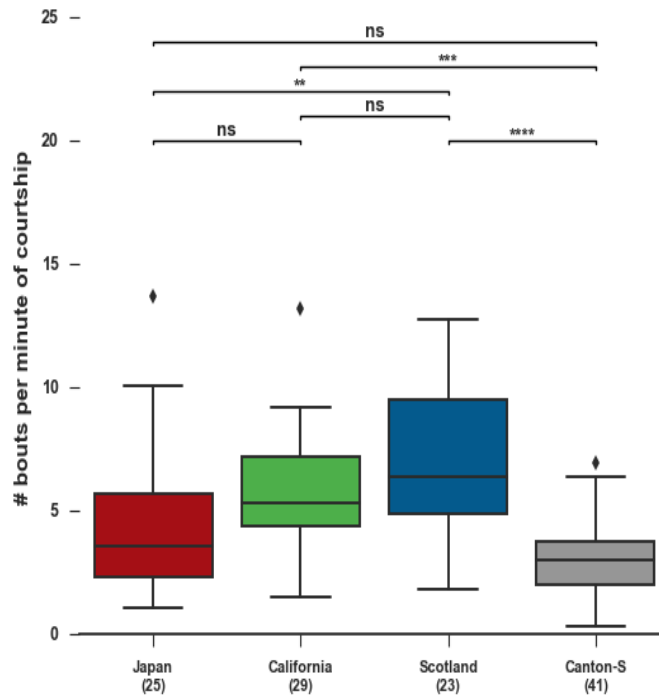 25
ns
***
**
ns
20
ns
****
# bouts per minute of courtship
15
10
5
0
Japan
(25)
California
(29)
Scotland
(23)
Canton-S
(41)